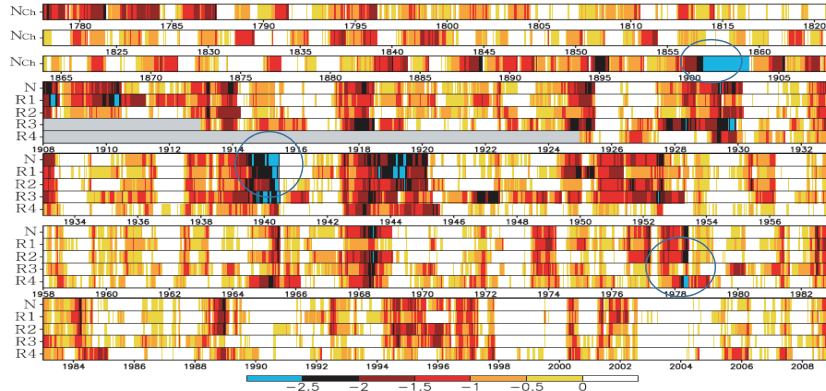 NCh
1780 1785 1790 1795 1800 1805 1810 1815 1820
NCh
1825 1830 1835 1840 1845 1850 1855 1860
NCh
1865 1870 1875 1880 1885 1890 1895 1900 1905
N
R1
R2
R3
R4
1908 1910 1912 1914 1916 1918 1920 1922 1924 1926 1928 1930 1932
N
R1
R2
R3
R4
1934 1936 1938 1940 1942 1944 1946 1948 1950 1952 1954 1956
N
R1
R2
R3
R4
1958 1960 1962 1964 1966 1968 1970 1972 1974 1976 1978 1980 1982
N
R1
R2
R3
R4
1984 1986 1988 1990 1992 1994 1996 1998 2000 2002 2004 2006 2008
−2.5 −2 −1.5 −1 −0.5 0